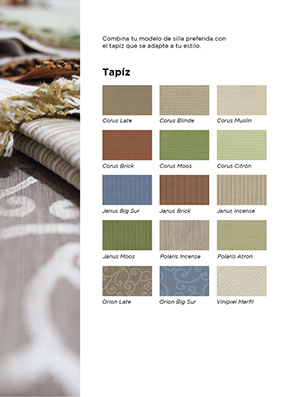 Combina tu modelo de silla preferida con
el tapíz que se adapte a tu estilo.
Tapíz
Corus Late Corus Blinde Corus Muslin
Corus Brick Corus Moos Corus Citrón
Janus Big Sur Janus Brick Janus Incense
Janus Moos Polaris Incense Polaris Atron
Orion Late Orion Big Sur Vinipiel Marfil